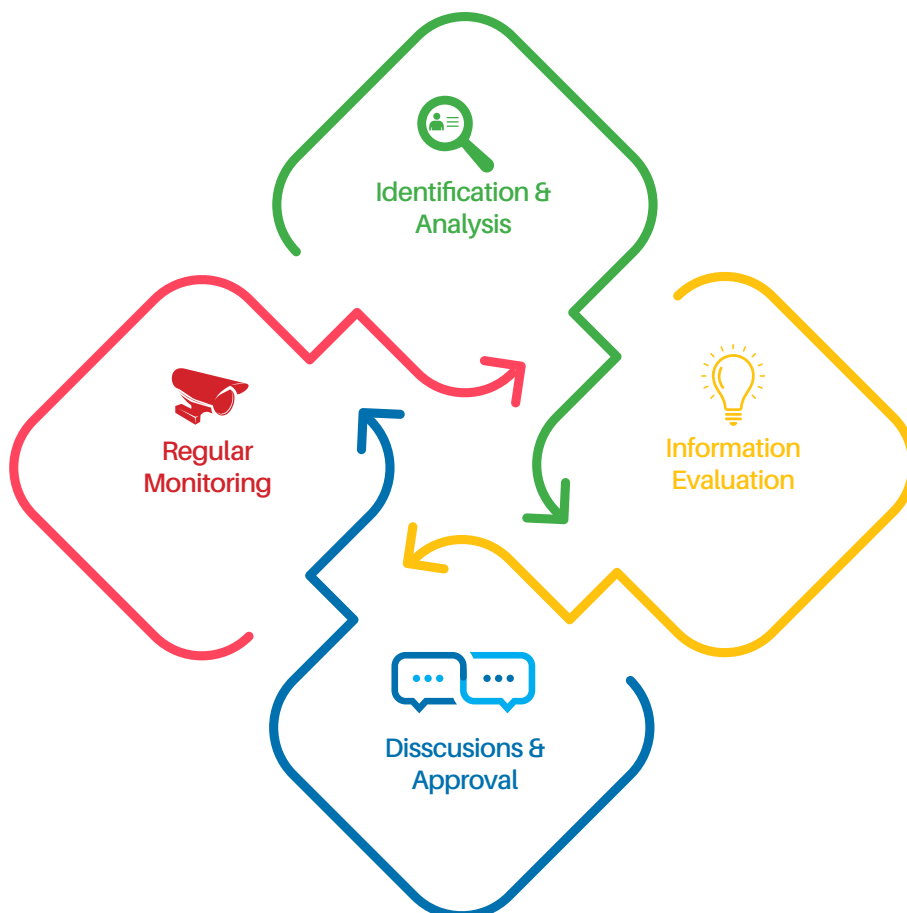 Identification &
Analysis
Regular
Monitoring
Information
Evaluation
Disscusions &
Approval